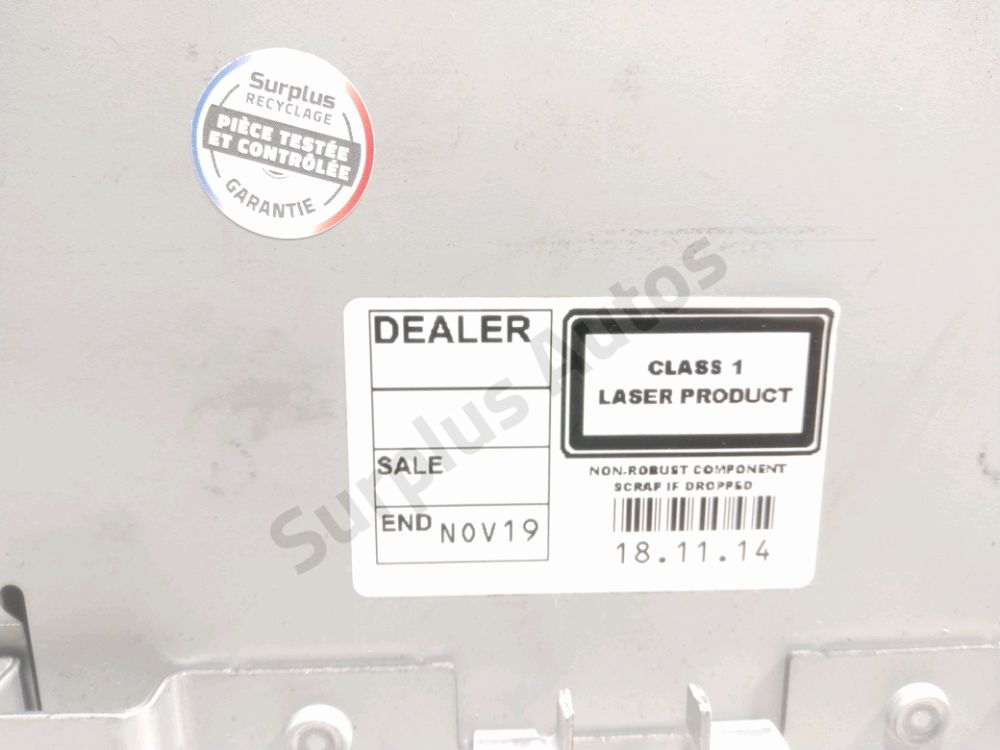 Surplus
RECYCLAGE
PIÈCE TESTÉE
ET CONTRÔLÉE
GARANTIE
Surplus Autos
DEALER
SALE
END NOV19
CLASS 1
LASER PRODUCT
NON-ROBUST COMPONENT
SCRAP IF DROPPED
18.11.14